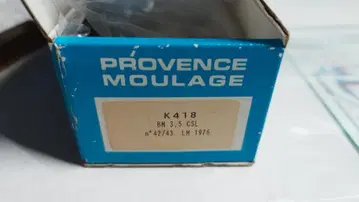 PROVENCE
MOULAGE
K418
BM 3,5 CSL
n°42/43 LM 1976